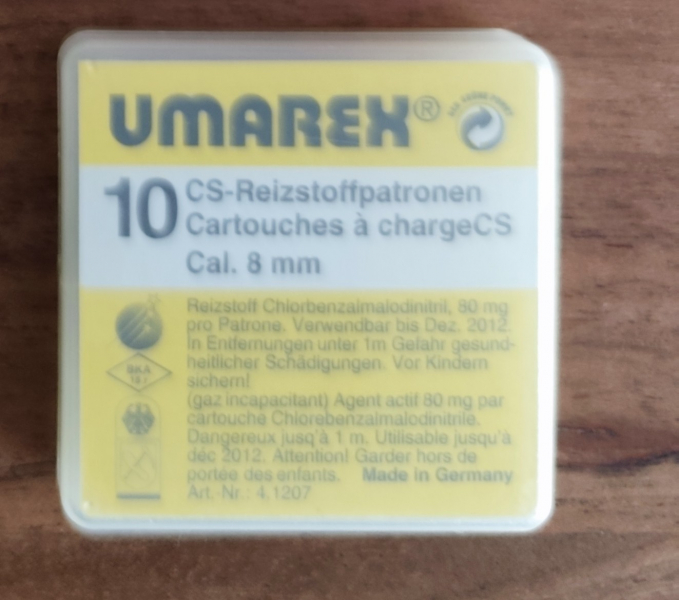 UMAREX®
10 CS-Reizstoffpatronen
Cartouches à chargeCS
Cal. 8 mm
Reizstoff Chlorbenzalmalodinitril, 80 mg
pro Patrone. Verwendbar bis Dez. 2012.
In Entfernungen unter 1m Gefahr gesund-
heitlicher Schädigungen. Vor Kindern
sichern!
(gaz incapacitant) Agent actif 80 mg par
cartouche Chlorebenzalmalodinitrile.
Dangereux jusq'à 1 m. Utilisable jusqu'à
déc 2012. Attention! Garder hors de
portée des enfants. Made in Germany
Art.-Nr.: 4.1207
BKA